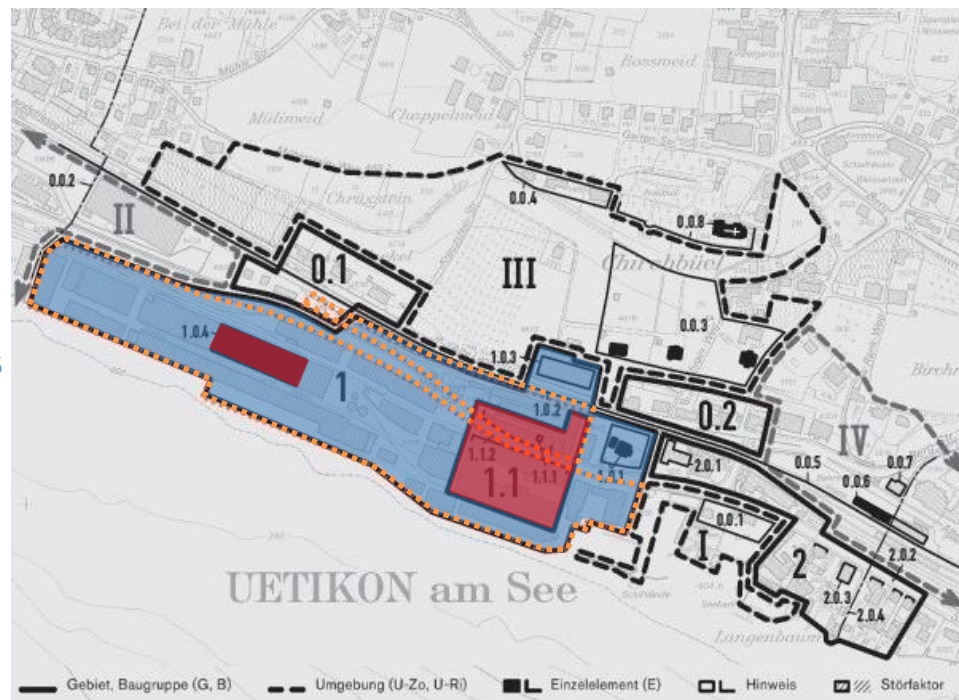 Bei der Mühle
Rossmeid
Mülimeid
Chappelweid
0.0.2
II
Chrügstein
0.0.4
0.0.8
0.1
III
Chirchbüel
0.0.3
1.0.4
1
1.0.3
1.0.2
0.2
IV
1.1.2
1.1.1
1.1
1.0.1
2.0.1
0.0.5
0.0.7
0.0.6
0.0.1
I
2
2.0.2
2.0.3
2.0.4
UETIKON am See
Langenbaum
Gebiet, Baugruppe (G, B)
Umgebung (U-Zo, U-Ri)
Einzelelement (E)
Hinweis
Störfaktor